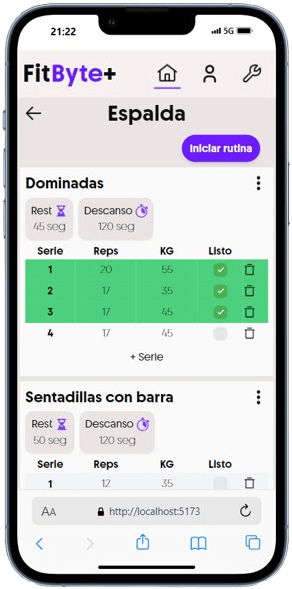 21:22 5G
FitByte+
Espalda
Iniciar rutina
Dominadas
Rest Descanso
45 seg 120 seg
Serie Reps KG Listo
1 20 55
2 17 35
3 17 45
4 17 45
+ Serie
Sentadillas con barra
Rest Descanso
50 seg 120 seg
Serie Reps KG Listo
1 12 35
AA http://localhost:5173